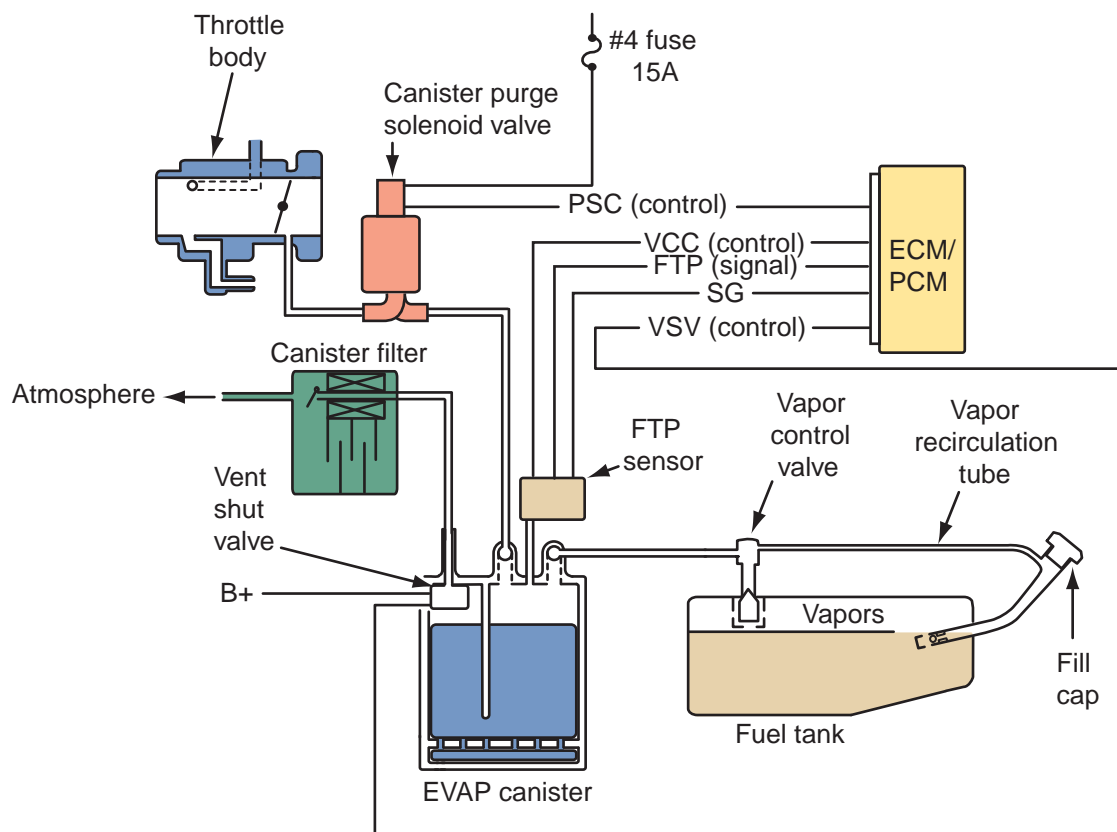 Throttle
body
#4 fuse
15A
Canister purge
solenoid valve
PSC (control)
VCC (control)
FTP (signal)
SG
VSV (control)
ECM/
PCM
Canister filter
Atmosphere
Vent
shut
valve
B+
FTP
sensor
Vapor
control
valve
Vapor
recirculation
tube
Vapors
Fill
cap
Fuel tank
EVAP canister